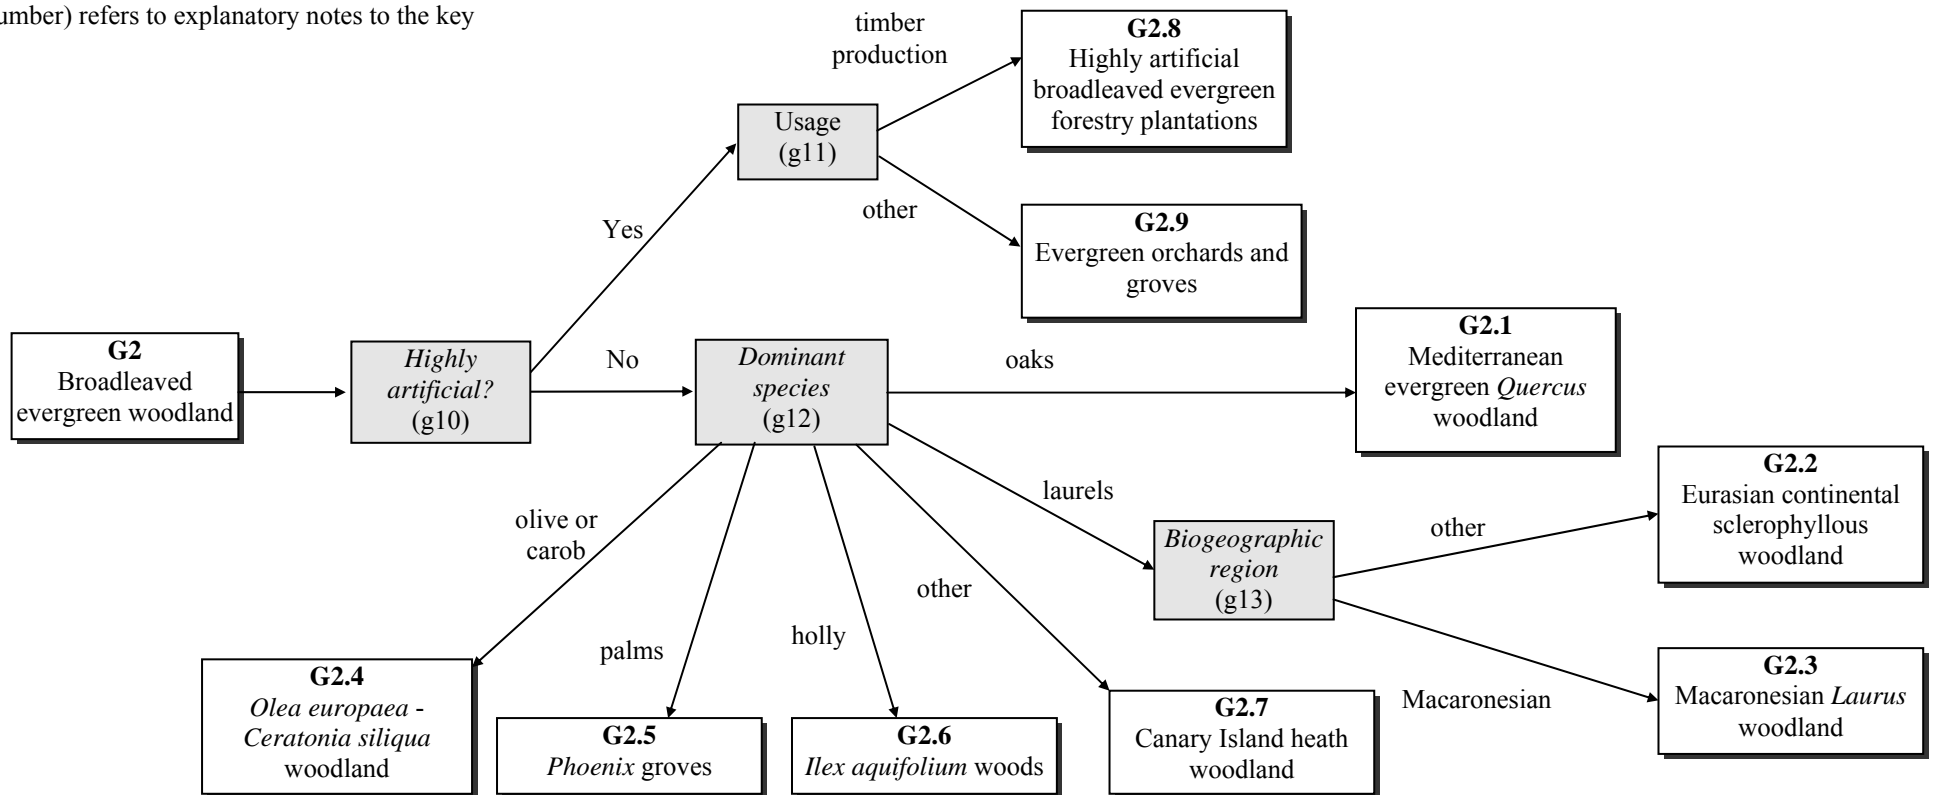 umber) refers to explanatory notes to the key
timber
production
G2.8
Highly artificial
broadleaved evergreen
forestry plantations
Usage
(g11)
other
G2.9
Evergreen orchards and
groves
Yes
G2
Broadleaved
evergreen woodland
Highly
artificial?
(g10)
No
Dominant
species
(g12)
oaks
G2.1
Mediterranean
evergreen Quercus
woodland
laurels
Biogeographic
region
(g13)
other
G2.2
Eurasian continental
sclerophyllous
woodland
Macaronesian
G2.3
Macaronesian Laurus
woodland
olive or
carob
palms
holly
other
G2.4
Olea europaea -
Ceratonia siliqua
woodland
G2.5
Phoenix groves
G2.6
Ilex aquifolium woods
G2.7
Canary Island heath
woodland